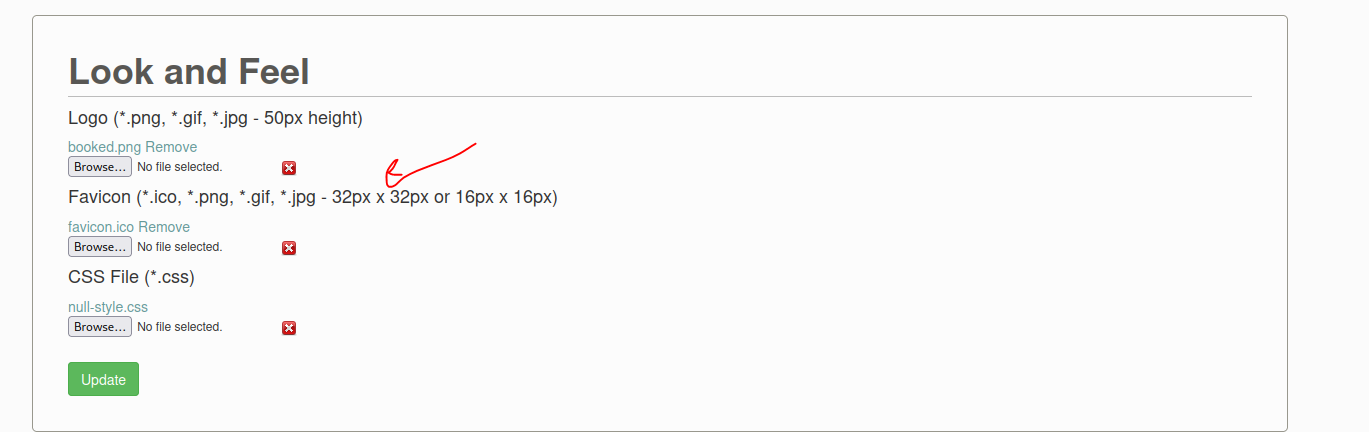 Look and Feel
Logo (*.png, *.gif, *.jpg - 50px height)
booked.png Remove
Browse... No file selected.
Favicon (*.ico, *.png, *.gif, *.jpg - 32px x 32px or 16px x 16px)
favicon.ico Remove
Browse... No file selected.
CSS File (*.css)
null-style.css
Browse... No file selected.
Update